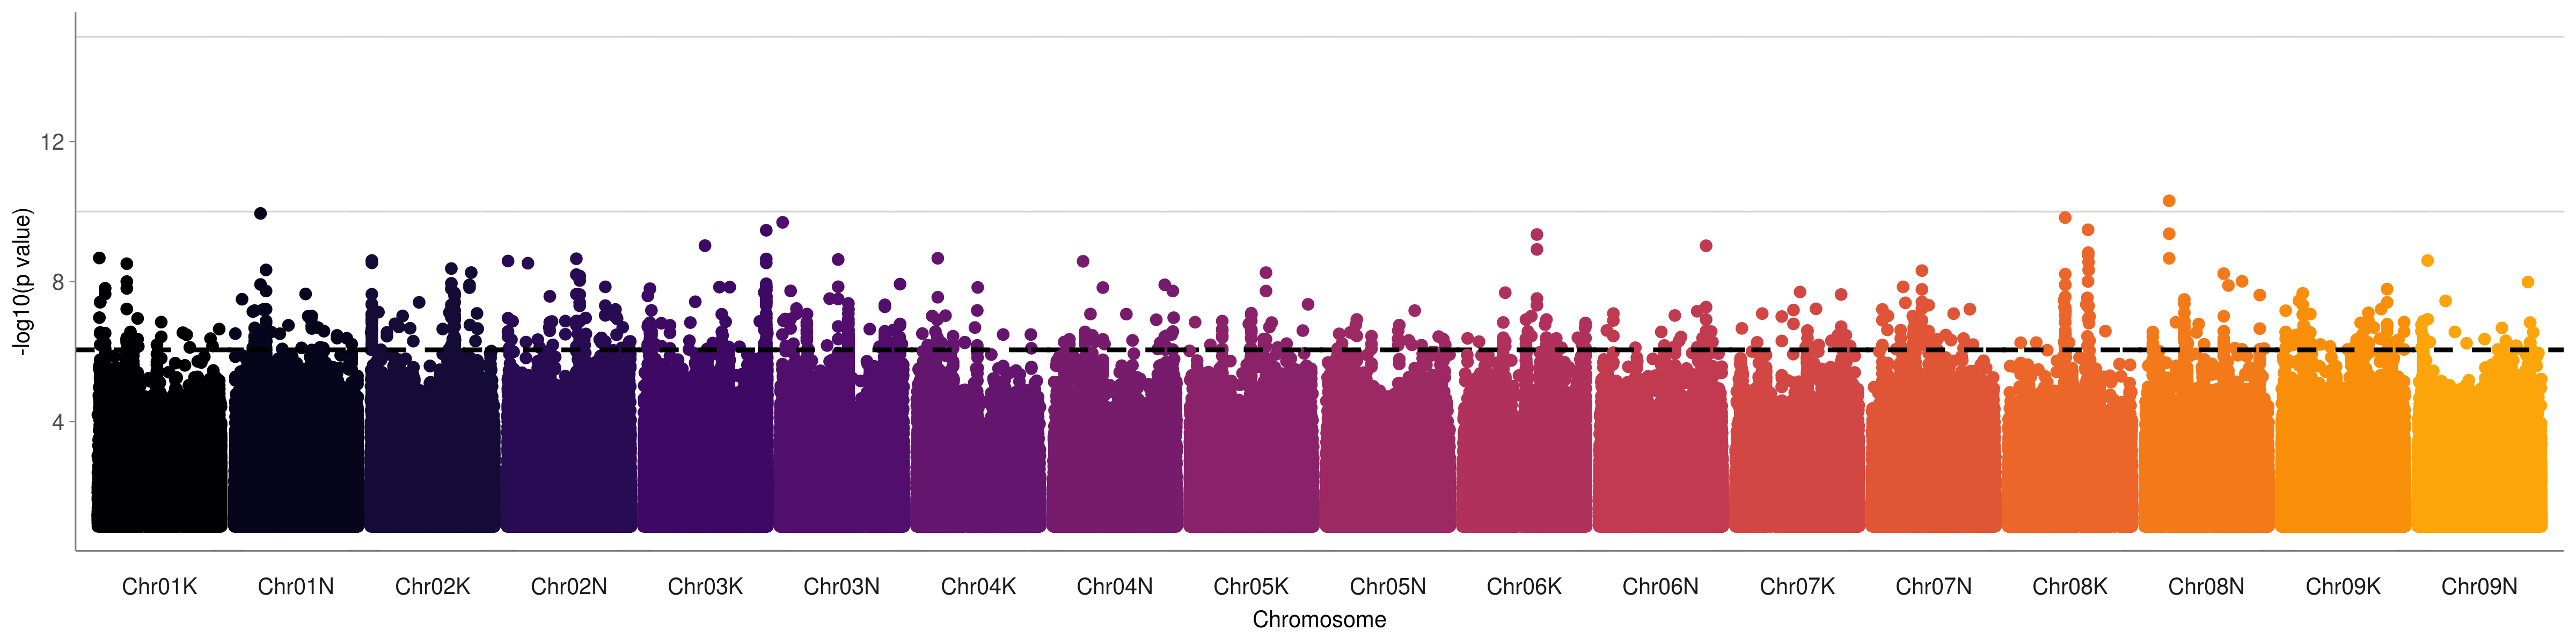 -log10(p value)
12
8
4
Chr01K Chr01N Chr02K Chr02N Chr03K Chr03N Chr04K Chr04N Chr05K Chr05N Chr06K Chr06N Chr07K Chr07N Chr08K Chr08N Chr09K Chr09N
Chromosome